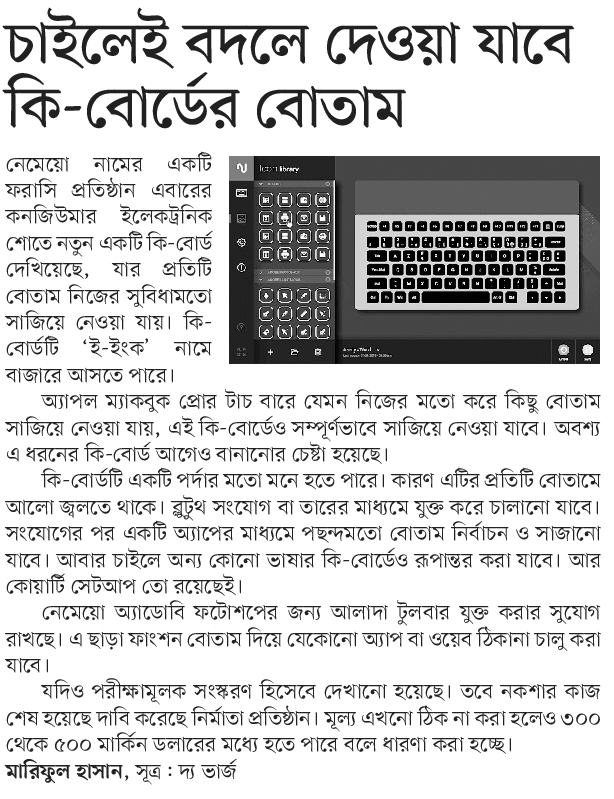 চাইলেই বদলে দেওয়া যাবে
কি-বোর্ডের বোতাম
নেমেয়ো নামের একটি
ফরাসি প্রতিষ্ঠান এবারের
কনজিউমার ইলেকট্রনিক
শোতে নতুন একটি কি-বোর্ড
দেখিয়েছে, যার প্রতিটি
বোতাম নিজের সুবিধামতো
সাজিয়ে নেওয়া যায়। কি-
বোর্ডটি ‘ই-ইংক’ নামে
বাজারে আসতে পারে।
Icon library
অ্যাপল ম্যাকবুক প্রোর টাচ বারে যেমন নিজের মতো করে কিছু বোতাম
সাজিয়ে নেওয়া যায়, এই কি-বোর্ডেও সম্পূর্ণভাবে সাজিয়ে নেওয়া যাবে। অবশ্য
এ ধরনের কি-বোর্ড আগেও বানানোর চেষ্টা হয়েছে।
কি-বোর্ডটি একটি পর্দার মতো মনে হতে পারে। কারণ এটির প্রতিটি বোতামে
আলো জ্বলতে থাকে। ব্লুটুথ সংযোগ বা তারের মাধ্যমে যুক্ত করে চালানো যাবে।
সংযোগের পর একটি অ্যাপের মাধ্যমে পছন্দমতো বোতাম নির্বাচন ও সাজানো
যাবে। আবার চাইলে অন্য কোনো ভাষার কি-বোর্ডেও রূপান্তর করা যাবে। আর
কোয়ার্টি সেটআপ তো রয়েছেই।
নেমেয়ো অ্যাডোবি ফটোশপের জন্য আলাদা টুলবার যুক্ত করার সুযোগ
রাখছে। এ ছাড়া ফাংশন বোতাম দিয়ে যেকোনো অ্যাপ বা ওয়েব ঠিকানা চালু করা
যাবে।
যদিও পরীক্ষামূলক সংস্করণ হিসেবে দেখানো হয়েছে। তবে নকশার কাজ
শেষ হয়েছে দাবি করেছে নির্মাতা প্রতিষ্ঠান। মূল্য এখনো ঠিক না করা হলেও ৩০০
থেকে ৫০০ মার্কিন ডলারের মধ্যে হতে পারে বলে ধারণা করা হচ্ছে।
মারিফুল হাসান, সূত্র : দ্য ভার্জ